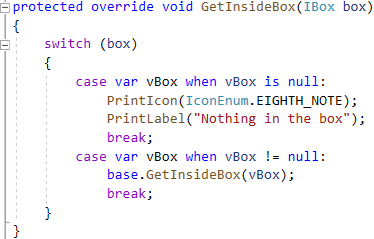 protected override void GetInsideBox(IBox box)
{
    switch (box)
    {
        case var vBox when vBox is null:
            PrintIcon(IconEnum.EIGHTH_NOTE);
            PrintLabel("Nothing in the box");
            break;
        case var vBox when vBox != null:
            base.GetInsideBox(vBox);
            break;
    }
}